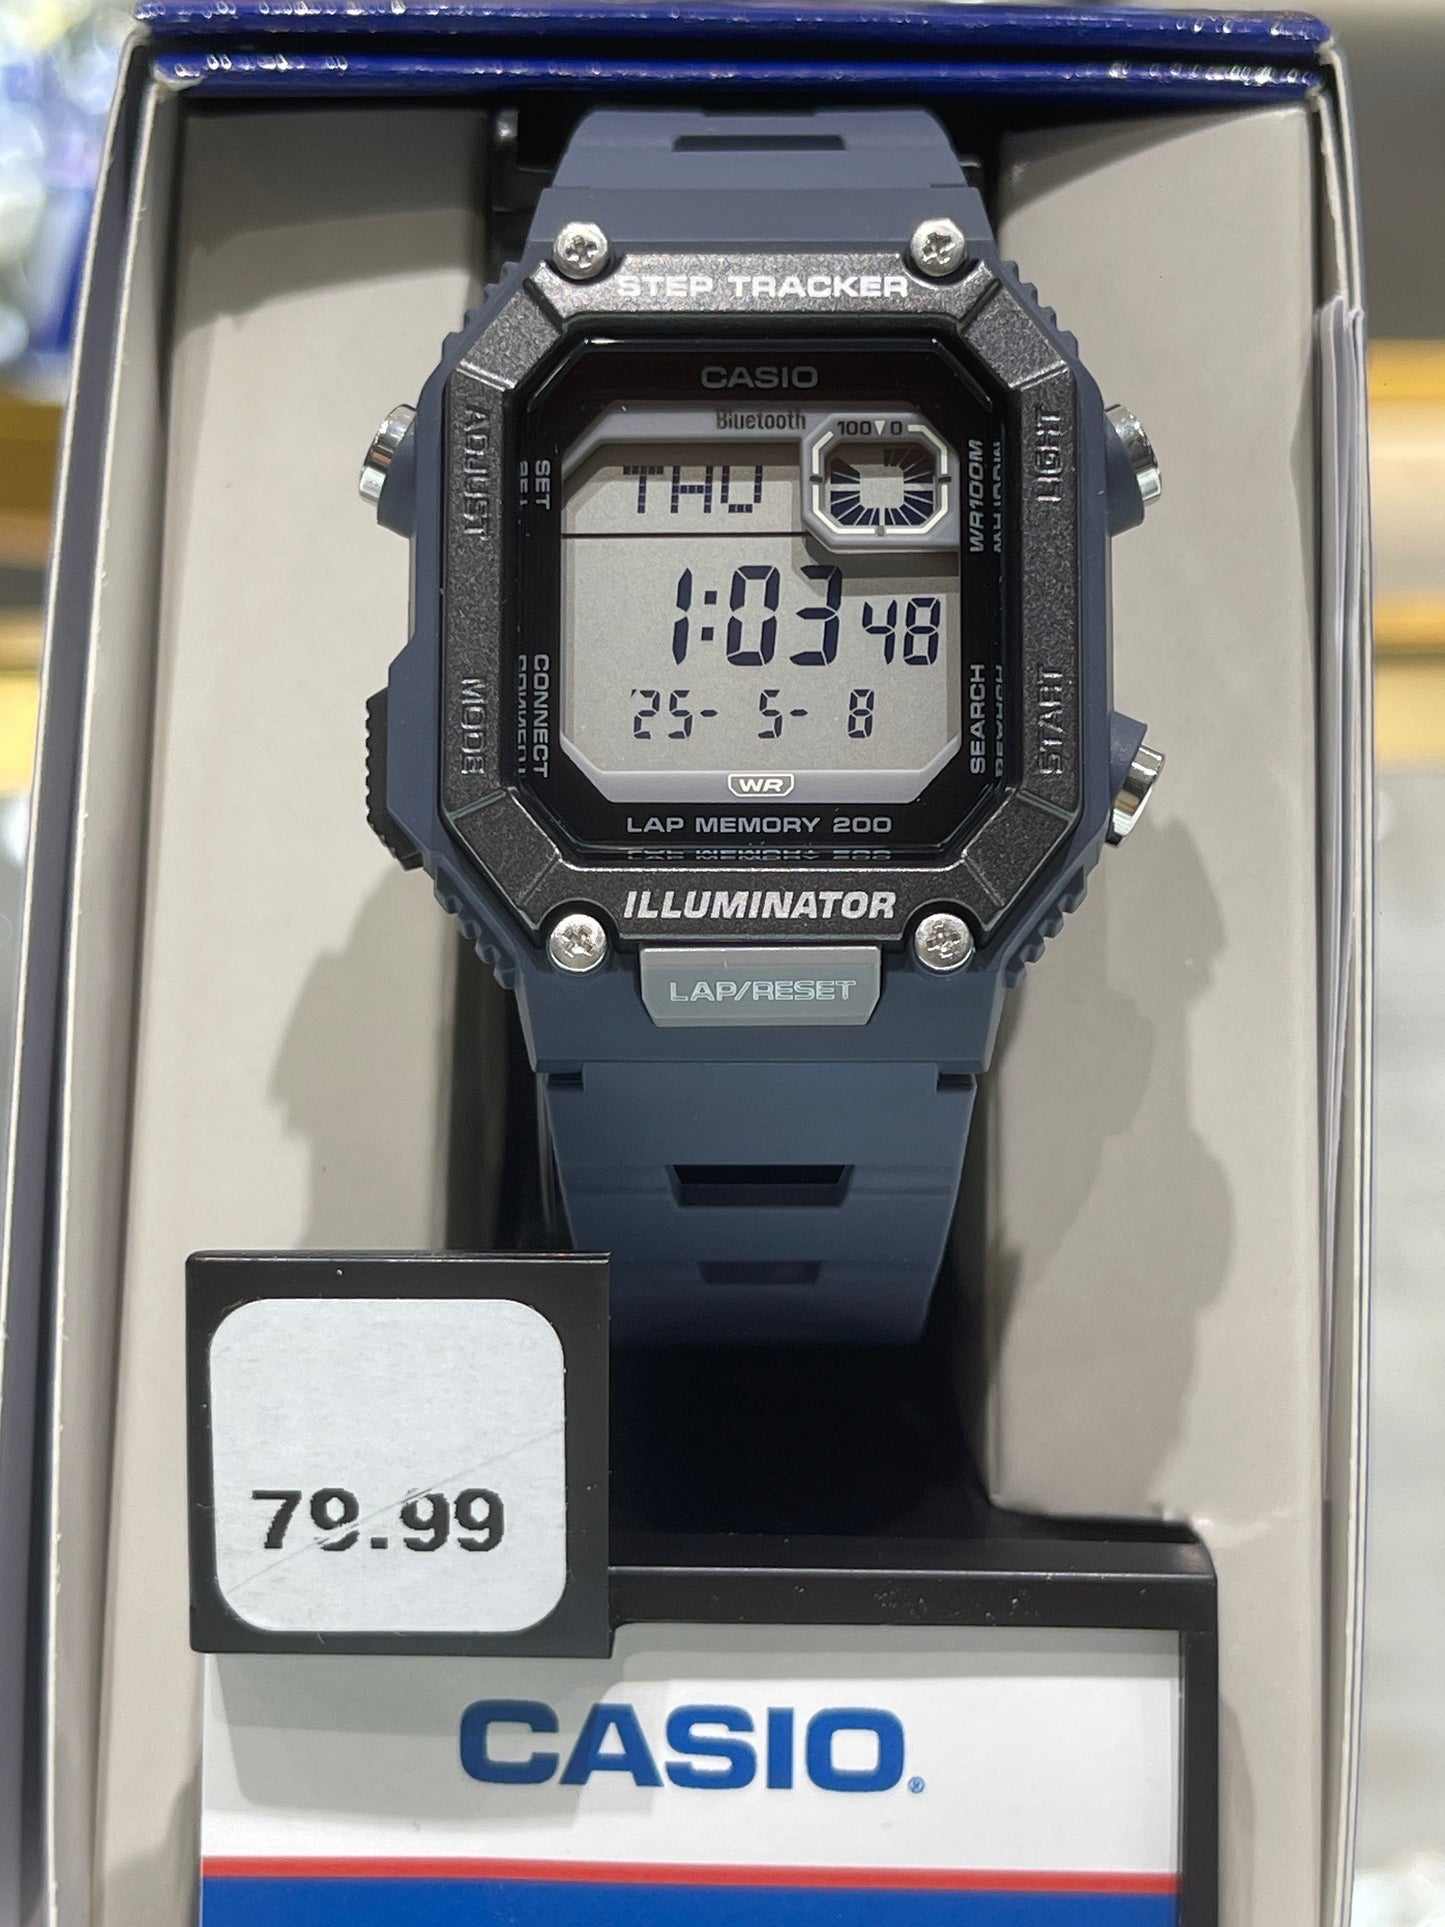 STEP TRACKER
CASIO
Bluetooth
100 0
ADJUST
SET
THU
WR100M
LIGHT
1:03 48
'25- 5- 8
MODE
CONNECT
SEARCH
START
WR
LAP MEMORY 200
ILLUMINATOR
LAP/RESET
79.99
CASIO®